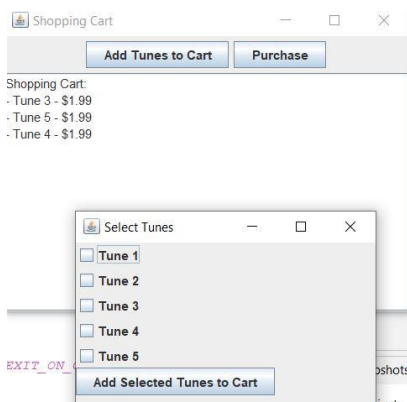 Shopping Cart
Add Tunes to Cart Purchase
Shopping Cart:
- Tune 3 - $1.99
- Tune 5 - $1.99
- Tune 4 - $1.99
Select Tunes
Tune 1
Tune 2
Tune 3
Tune 4
Tune 5
EXIT_ON_
pshots
Add Selected Tunes to Cart